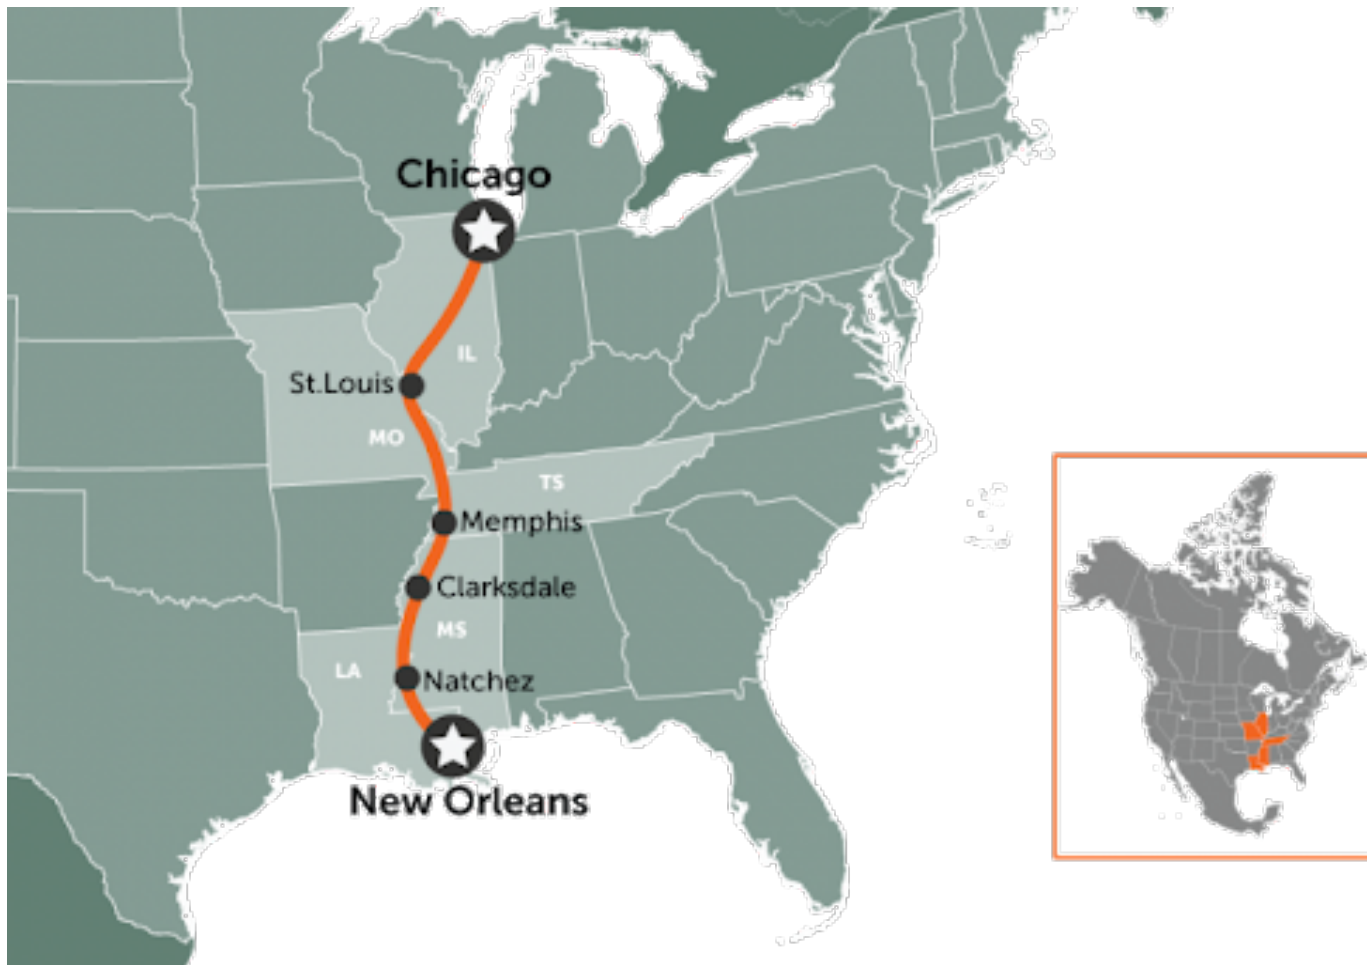 Chicago
IL
St.Louis
MO
TS
Memphis
Clarksdale
MS
LA
Natchez
New Orleans